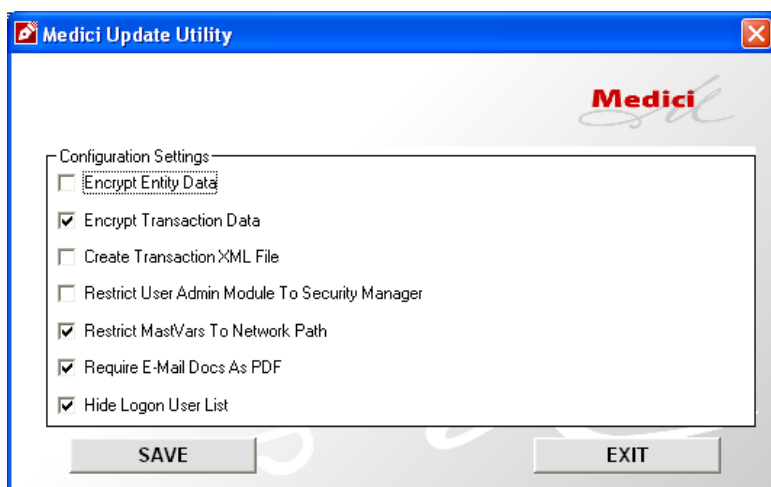 Medici Update Utility
Medici
Configuration Settings
Encrypt Entity Data
Encrypt Transaction Data
Create Transaction XML File
Restrict User Admin Module To Security Manager
Restrict MastVars To Network Path
Require E-Mail Docs As PDF
Hide Logon User List
SAVE EXIT